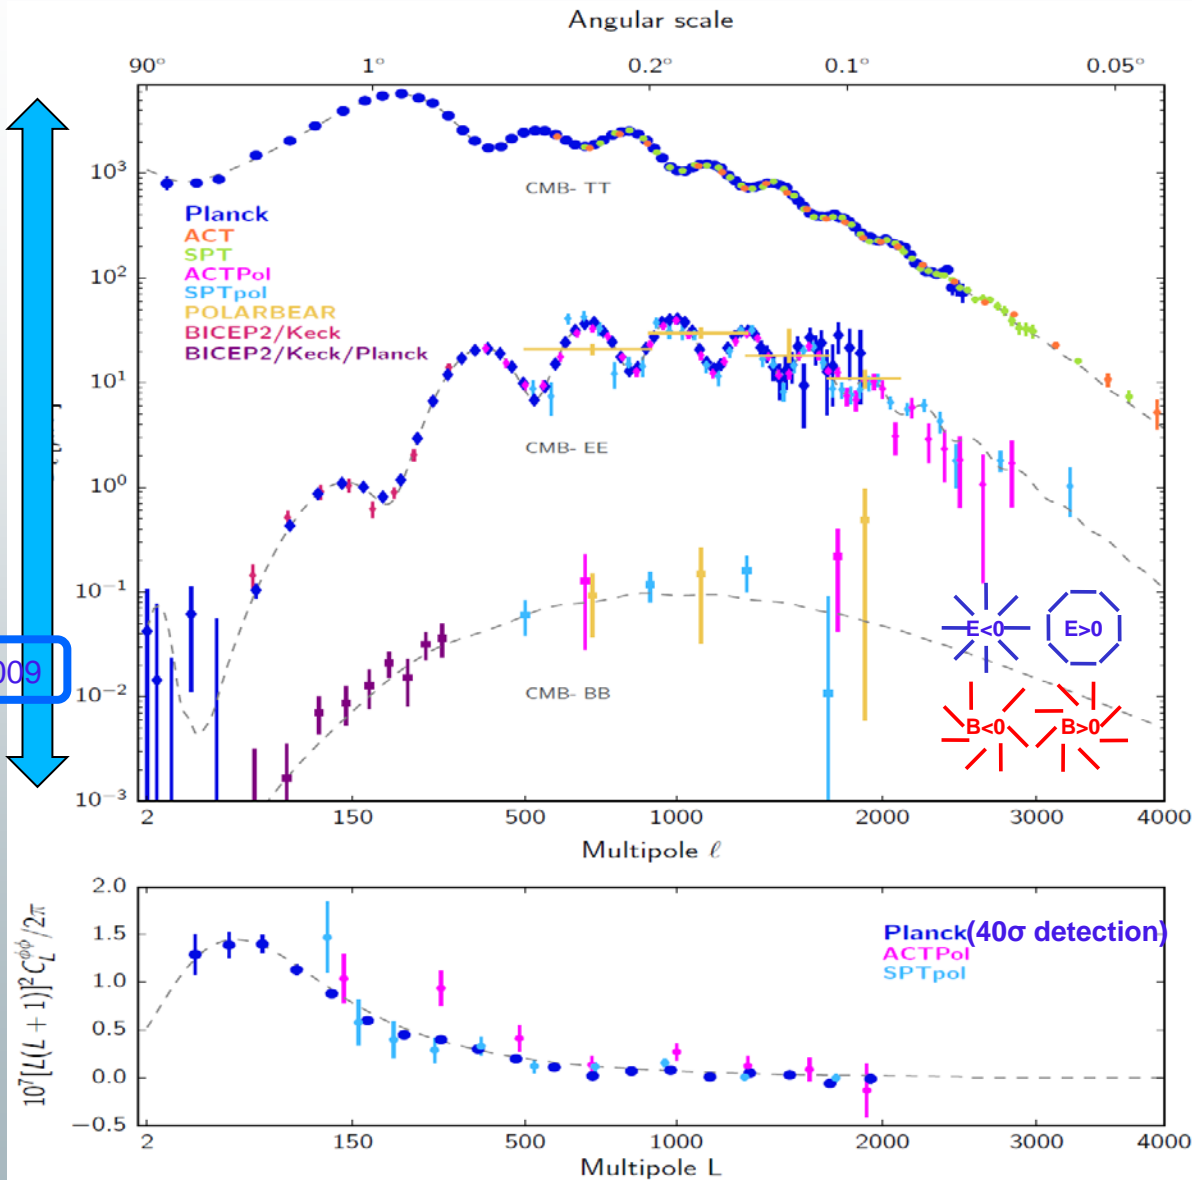 Angular scale
90° 1° 0.2° 0.1° 0.05°
10³
10²
10¹
10⁰
10⁻¹
10⁻²
10⁻³
CMB- TT
Planck
ACT
SPT
ACTPol
SPTpol
POLARBEAR
BICEP2/Keck
BICEP2/Keck/Planck
CMB- EE
E<0 E>0
009
CMB- BB
B<0 B>0
2 150 500 1000 2000 3000 4000
Multipole ℓ
10⁷[L(L + 1)]²C_L^ϕϕ/2π
2.0
1.5
1.0
0.5
0.0
−0.5
Planck(40σ detection)
ACTPol
SPTpol
2 150 500 1000 2000 3000 4000
Multipole L